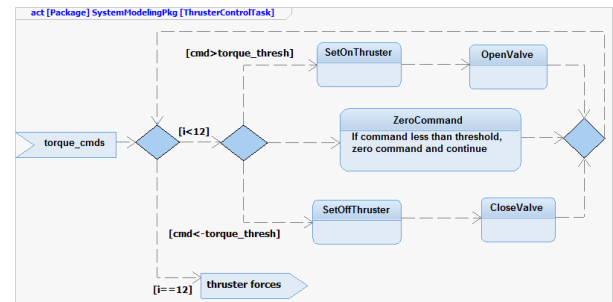 act [Package] SystemModelingPkg [ThrusterControlTask]
[cmd>torque_thresh]
SetOnThruster
OpenValve
torque_cmds
[i<12]
ZeroCommand
If command less than threshold,
zero command and continue
[cmd<-torque_thresh]
SetOffThruster
CloseValve
[i==12]
thruster forces